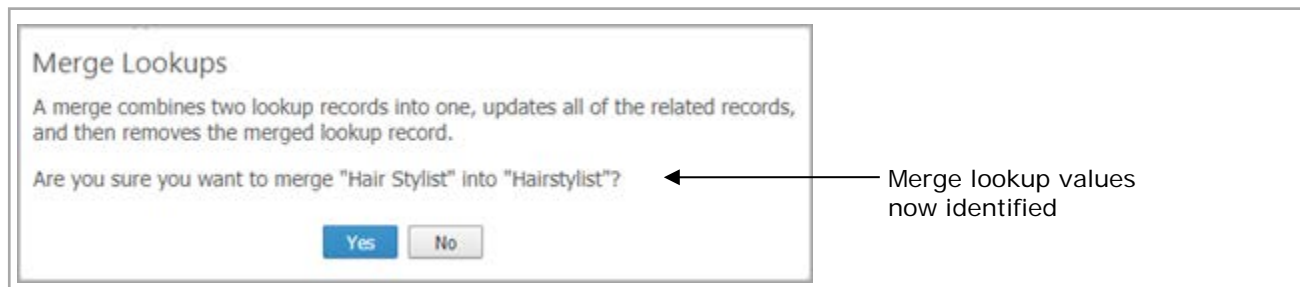 Merge Lookups
A merge combines two lookup records into one, updates all of the related records,
and then removes the merged lookup record.
Are you sure you want to merge "Hair Stylist" into "Hairstylist"?
Merge lookup values
now identified
Yes No